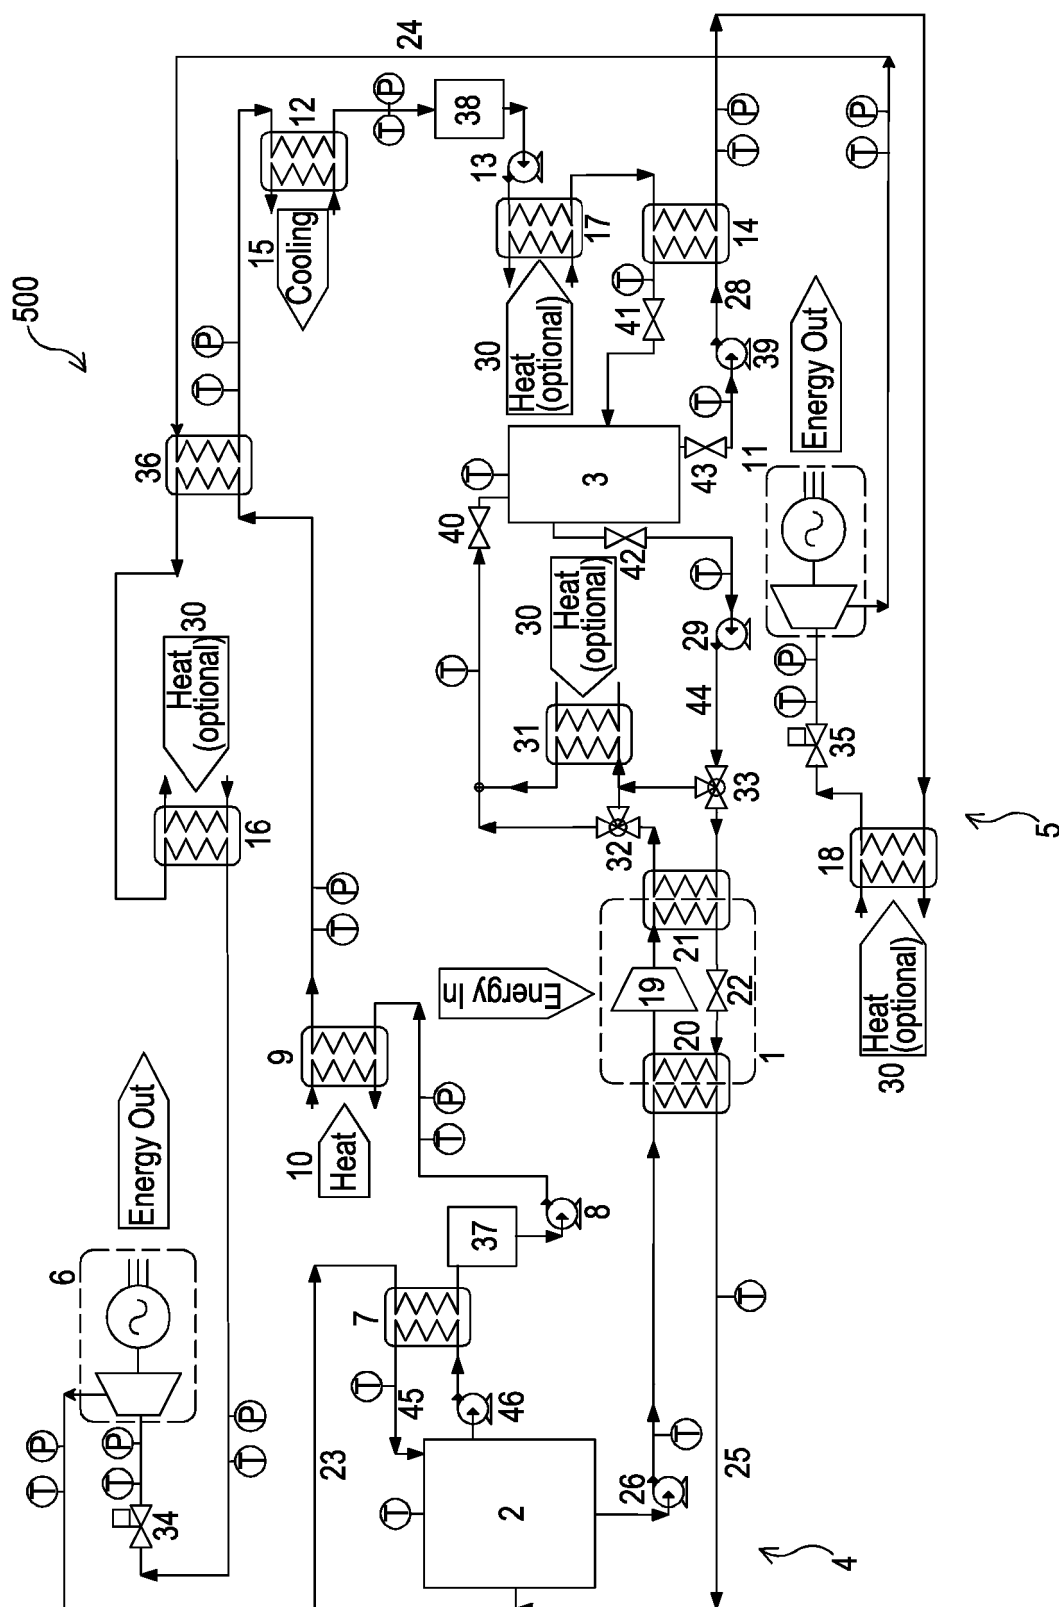 500
24
12
P
T
38
15
Cooling
13
17
30
Heat
(optional)
14
P
T
P
T
28
39
T
41
P
T
36
40
T
3
42
43
T
T
11
Energy Out
30
Heat
(optional)
16
30
Heat
(optional)
31
T
29
44
33
32
P
T
35
18
5
30
Heat
(optional)
P
T
9
10
Heat
Energy In
19
20
21
22
1
P
T
Energy Out
6
37
8
7
T
45
46
T
P
T
P
T
P
T
34
23
T
2
26
T
25
4